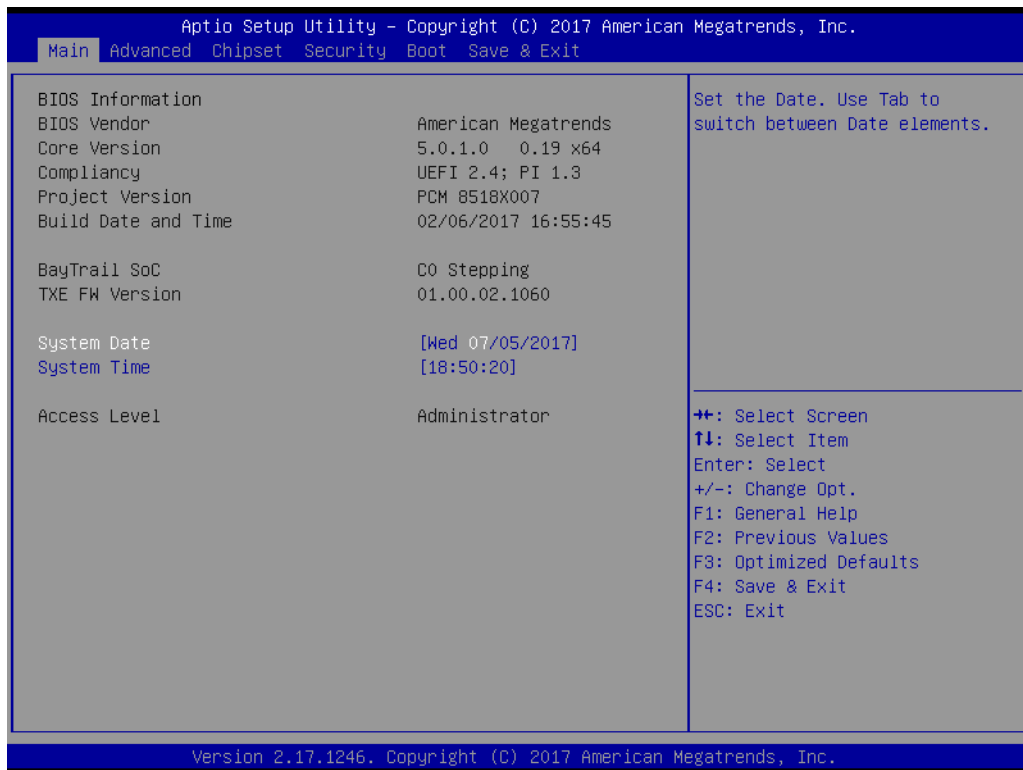 Aptio Setup Utility – Copyright (C) 2017 American Megatrends, Inc.
Main Advanced Chipset Security Boot Save & Exit
BIOS Information
BIOS Vendor American Megatrends
Core Version 5.0.1.0 0.19 x64
Compliancy UEFI 2.4; PI 1.3
Project Version PCM 8518X007
Build Date and Time 02/06/2017 16:55:45
BayTrail SoC C0 Stepping
TXE FW Version 01.00.02.1060
System Date [Wed 07/05/2017]
System Time [18:50:20]
Access Level Administrator
Set the Date. Use Tab to
switch between Date elements.
→←: Select Screen
↑↓: Select Item
Enter: Select
+/-: Change Opt.
F1: General Help
F2: Previous Values
F3: Optimized Defaults
F4: Save & Exit
ESC: Exit
Version 2.17.1246. Copyright (C) 2017 American Megatrends, Inc.